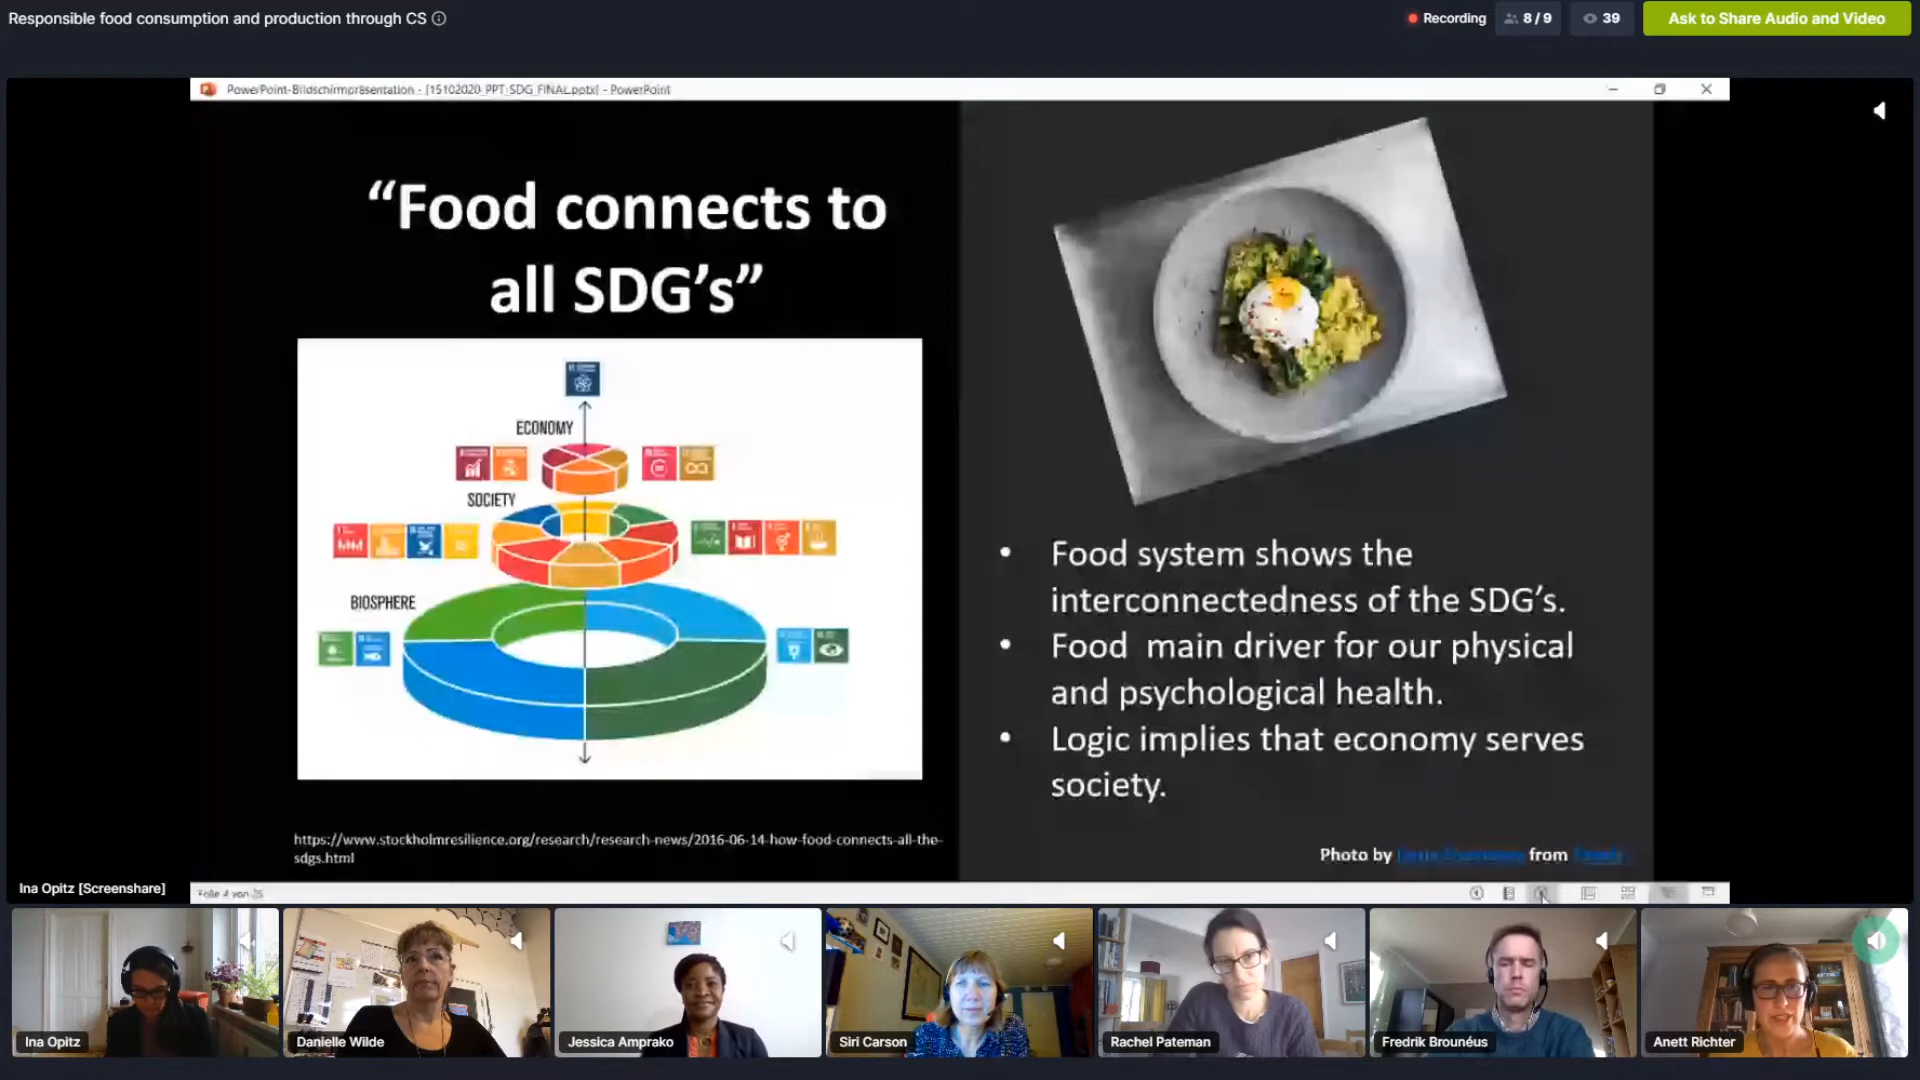 Responsible food consumption and production through CS
Recording
8 / 9
39
Ask to Share Audio and Video
PowerPoint-Bildschirmpräsentation - [15102020_PPT_SDG_FINAL.pptx] - PowerPoint
“Food connects to
all SDG’s”
ECONOMY
SOCIETY
BIOSPHERE
https://www.stockholmresilience.org/research/research-news/2016-06-14-how-food-connects-all-the-
sdgs.html
• Food system shows the
interconnectedness of the SDG’s.
• Food main driver for our physical
and psychological health.
• Logic implies that economy serves
society.
Photo by from
Ina Opitz [Screenshare]
Folie 4 von
Ina Opitz
Danielle Wilde
Jessica Amprako
Siri Carson
Rachel Pateman
Fredrik Brounéus
Anett Richter